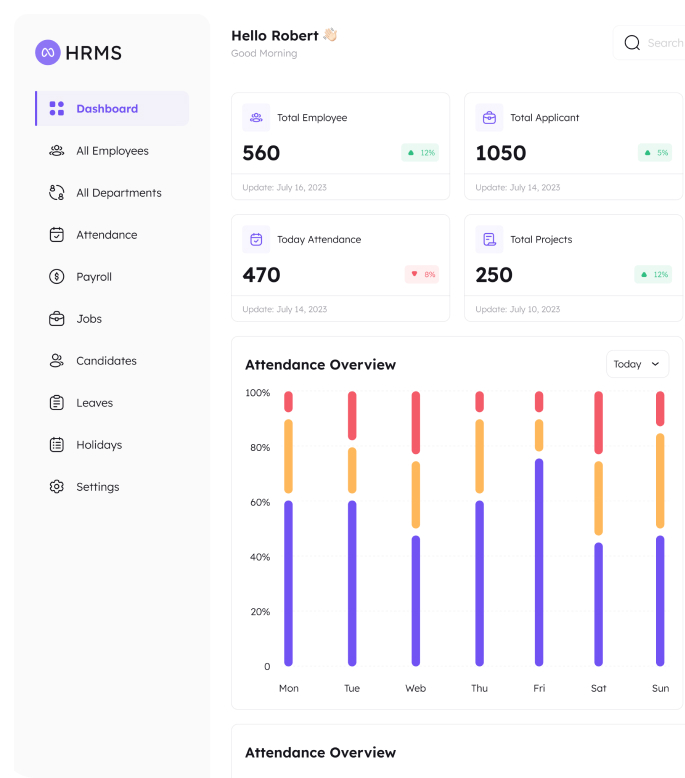 HRMS
Dashboard
All Employees
All Departments
Attendance
Payroll
Jobs
Candidates
Leaves
Holidays
Settings
Hello Robert 👋🏻
Good Morning
Search
Total Employee
560
12%
Update: July 16, 2023
Total Applicant
1050
5%
Update: July 14, 2023
Today Attendance
470
8%
Update: July 14, 2023
Total Projects
250
12%
Update: July 10, 2023
Attendance Overview
Today
100%
80%
60%
40%
20%
0
Mon Tue Web Thu Fri Sat Sun
Attendance Overview